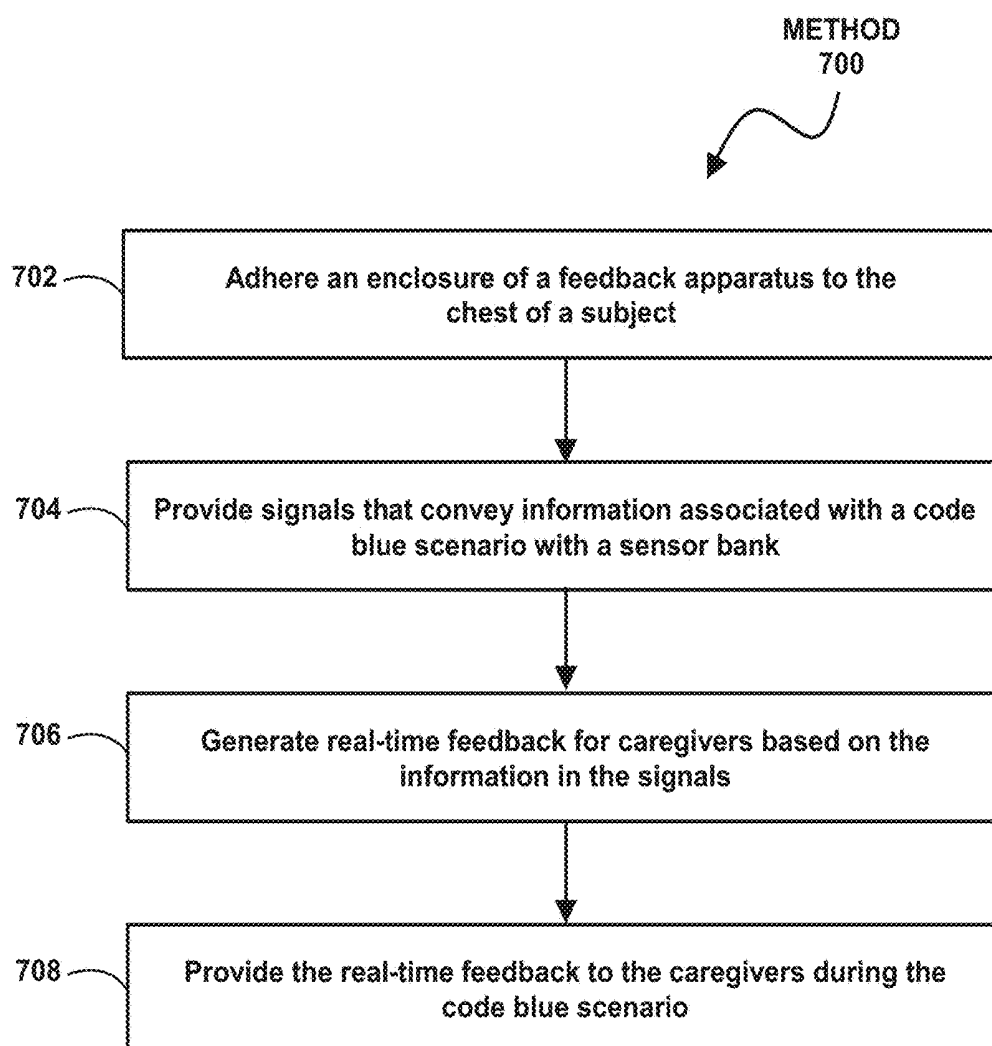 METHOD
700
702
Adhere an enclosure of a feedback apparatus to the
chest of a subject
704
Provide signals that convey information associated with a code
blue scenario with a sensor bank
706
Generate real-time feedback for caregivers based on the
information in the signals
708
Provide the real-time feedback to the caregivers during the
code blue scenario